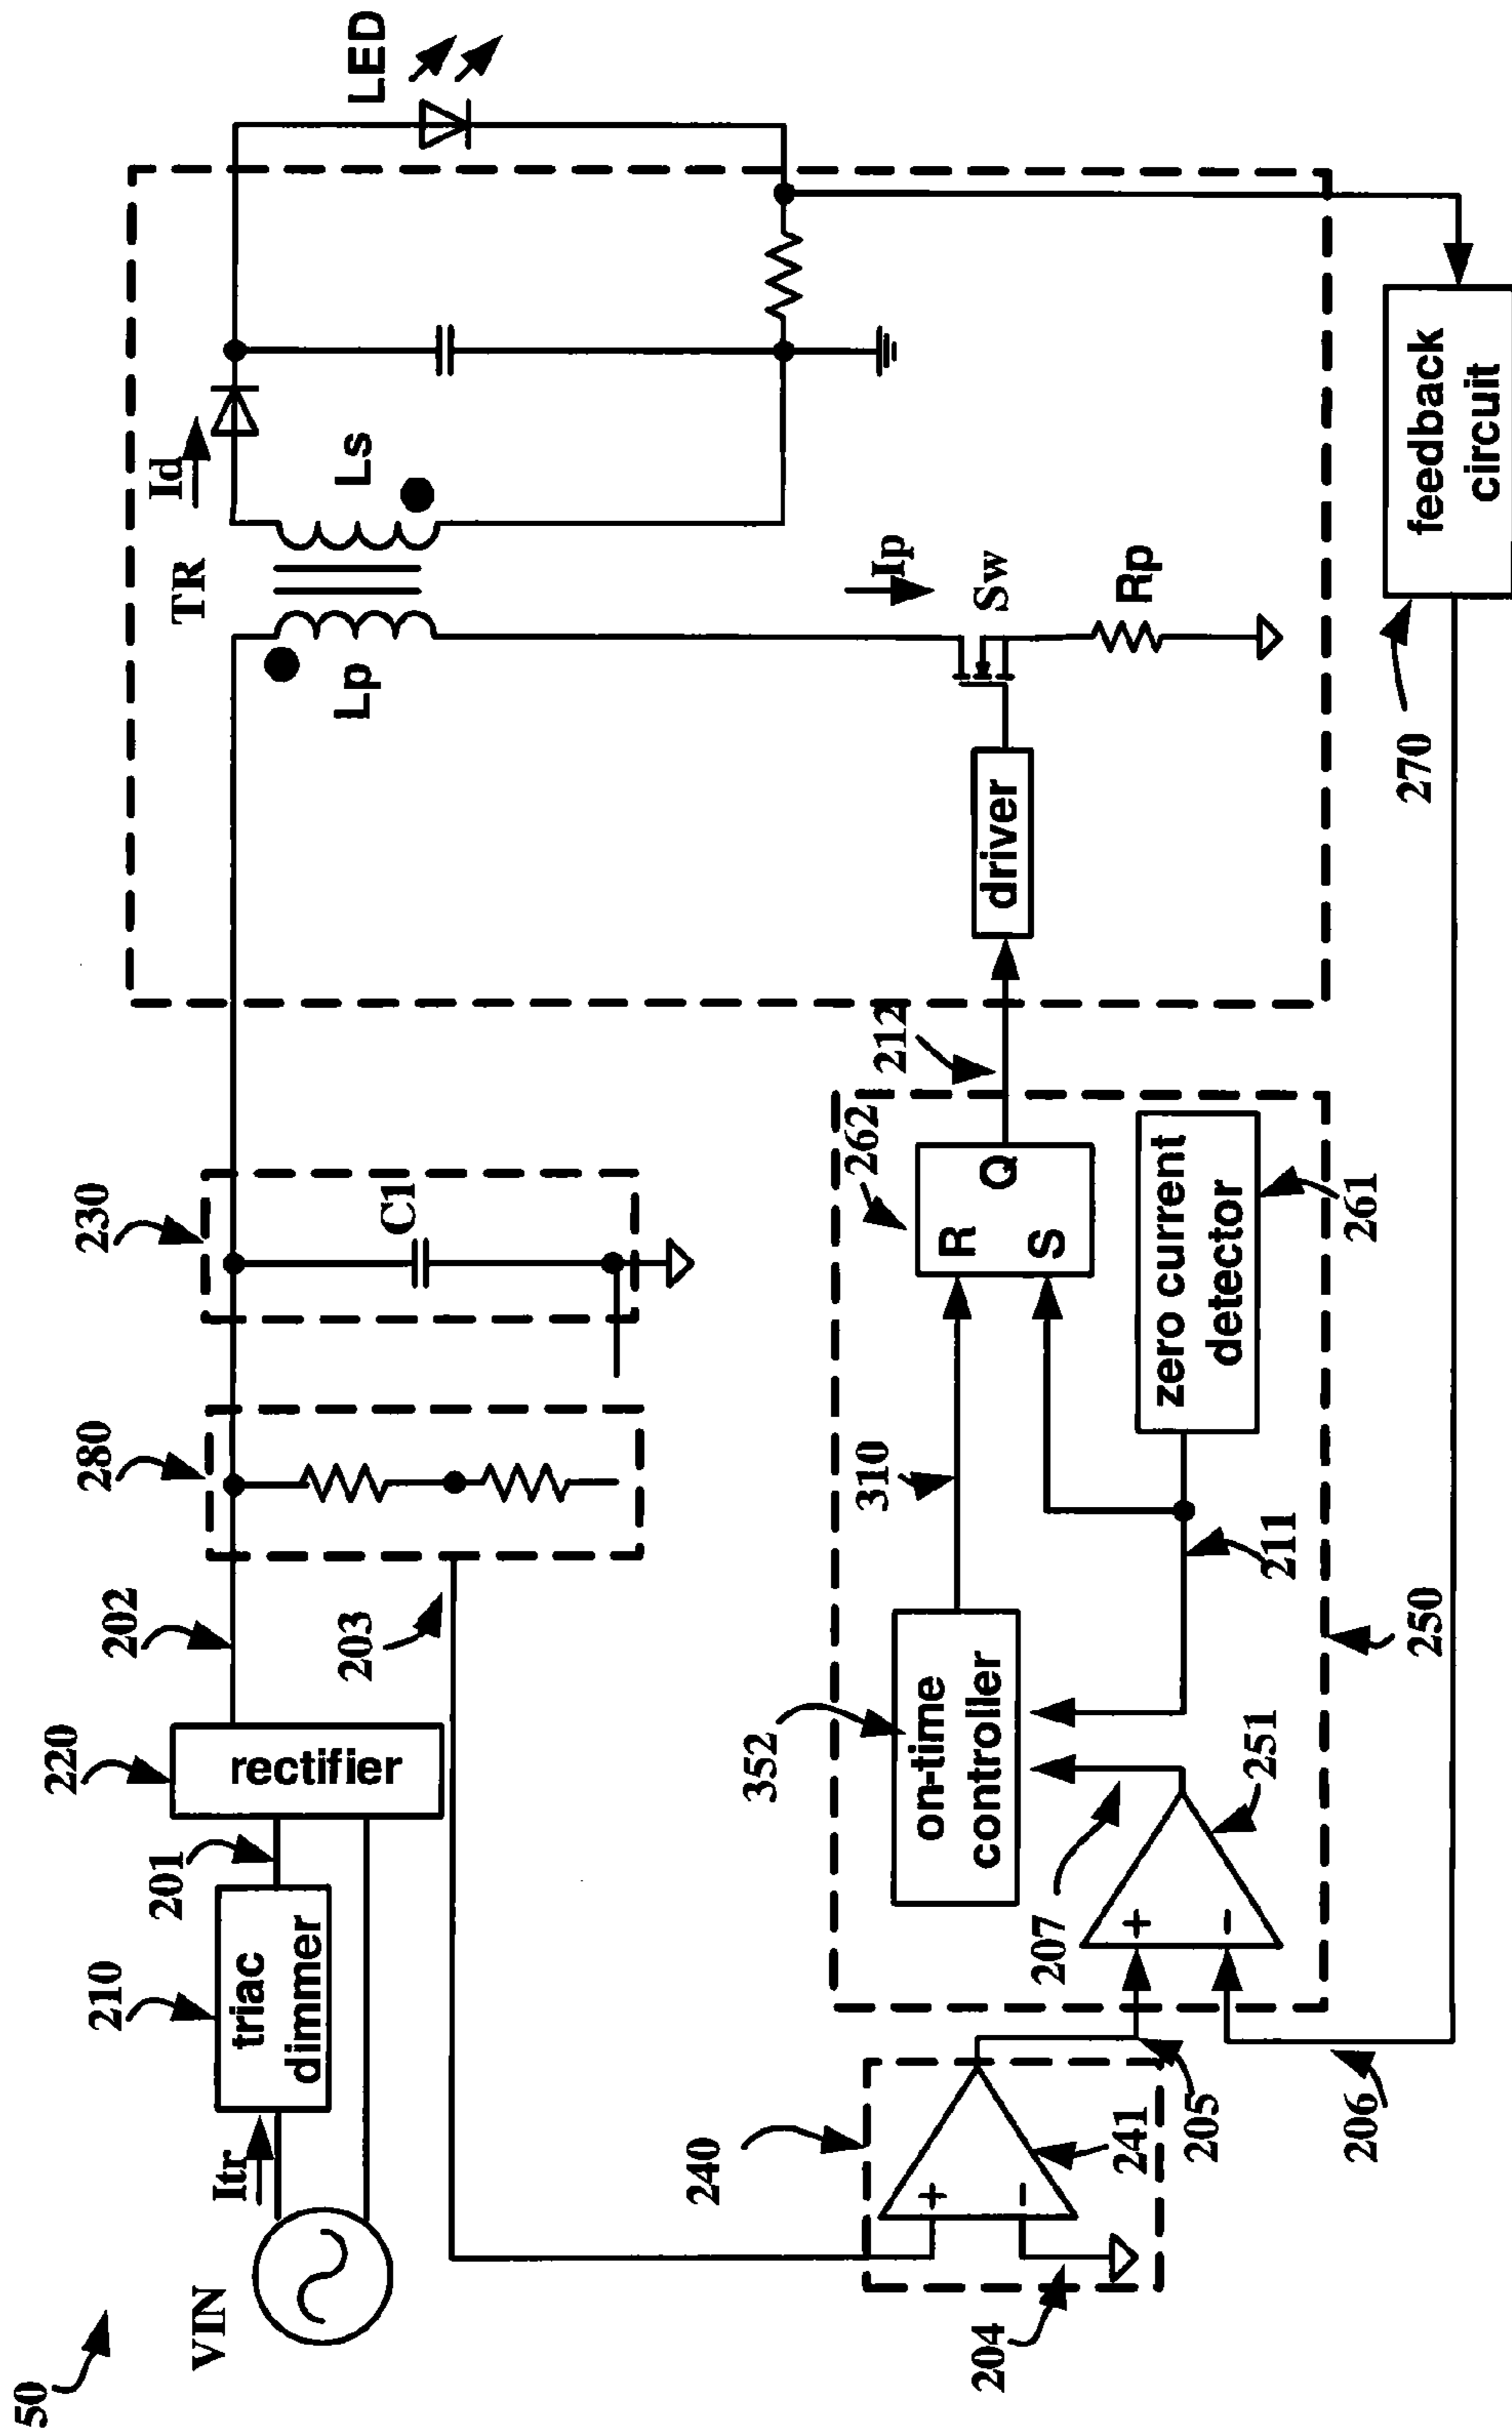 50
VIN
Itr
210
triac
dimmer
201
220
rectifier
202
203
280
230
C1
TR
Lp
Ls
Id
LED
Ip
Sw
Rp
driver
212
240
+
-
241
204
205
206
207
+
-
251
352
on-time
controller
310
262
R
S
Q
zero current
detector
261
211
250
270
feedback
circuit